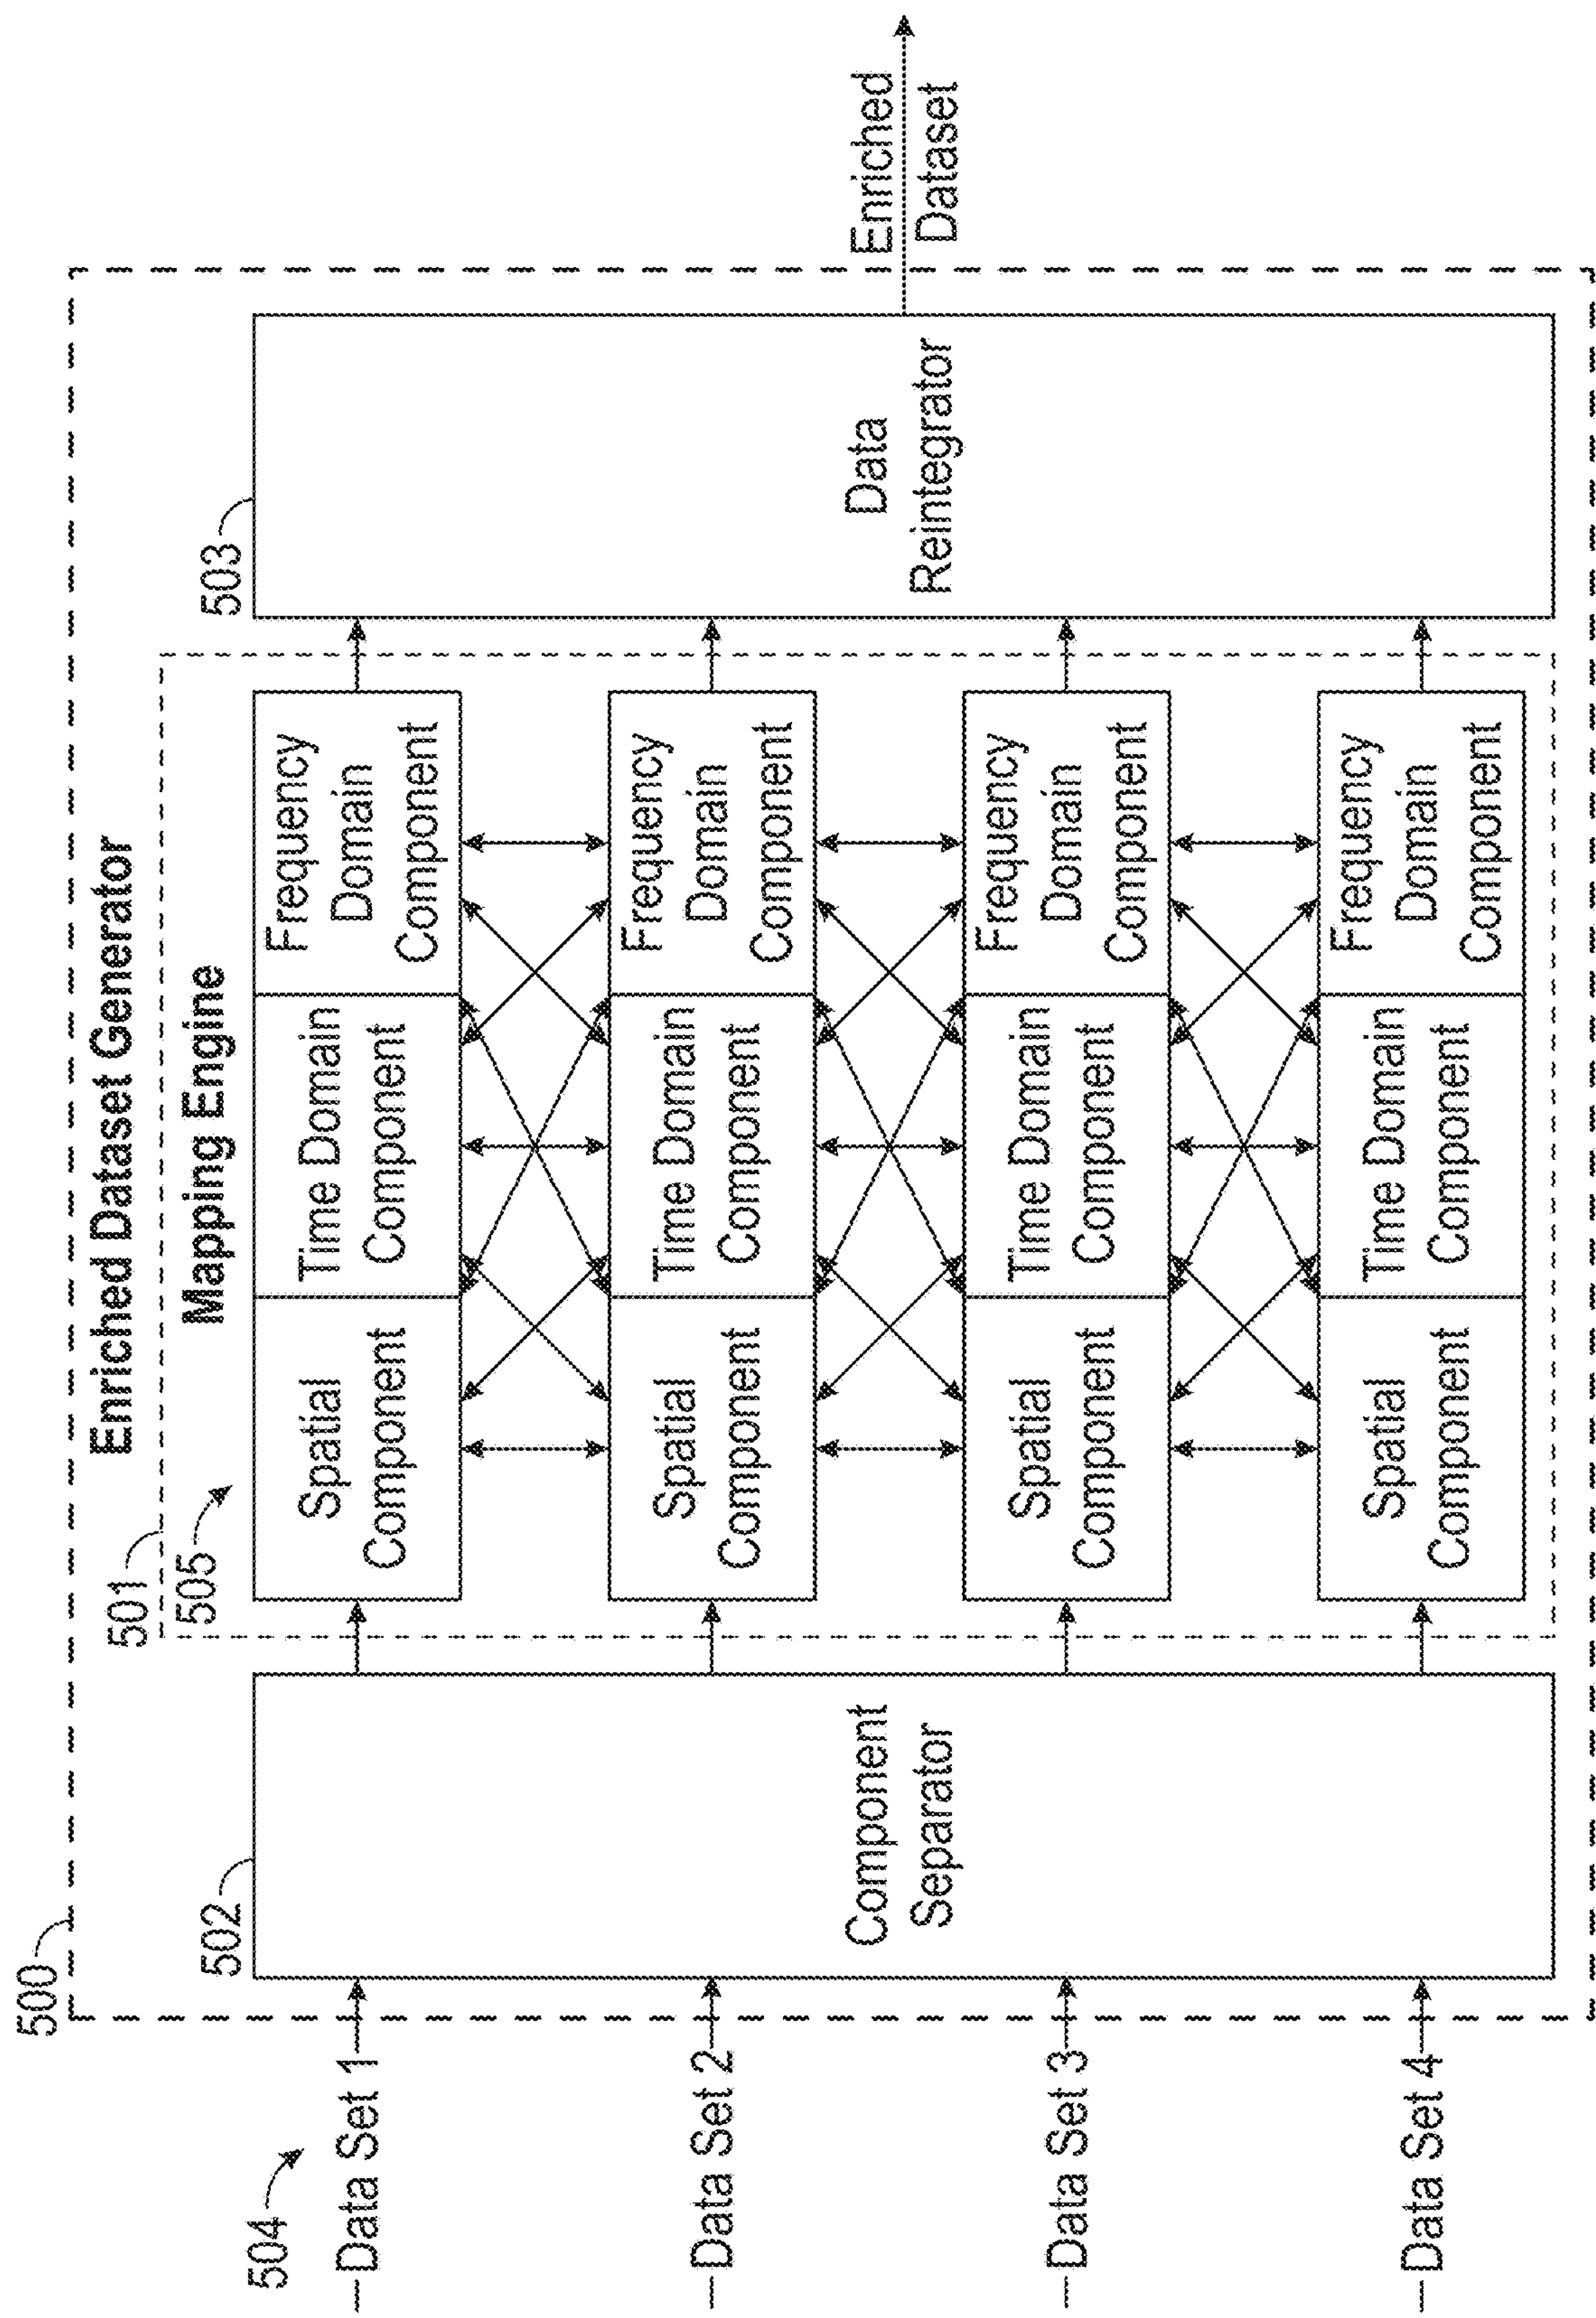 500
Enriched Dataset Generator
501
Mapping Engine
505
502
503
504
Data Set 1
Data Set 2
Data Set 3
Data Set 4
Component
Separator
Spatial
Component
Time Domain
Component
Frequency
Domain
Component
Spatial
Component
Time Domain
Component
Frequency
Domain
Component
Spatial
Component
Time Domain
Component
Frequency
Domain
Component
Spatial
Component
Time Domain
Component
Frequency
Domain
Component
Data
Reintegrator
Enriched
Dataset